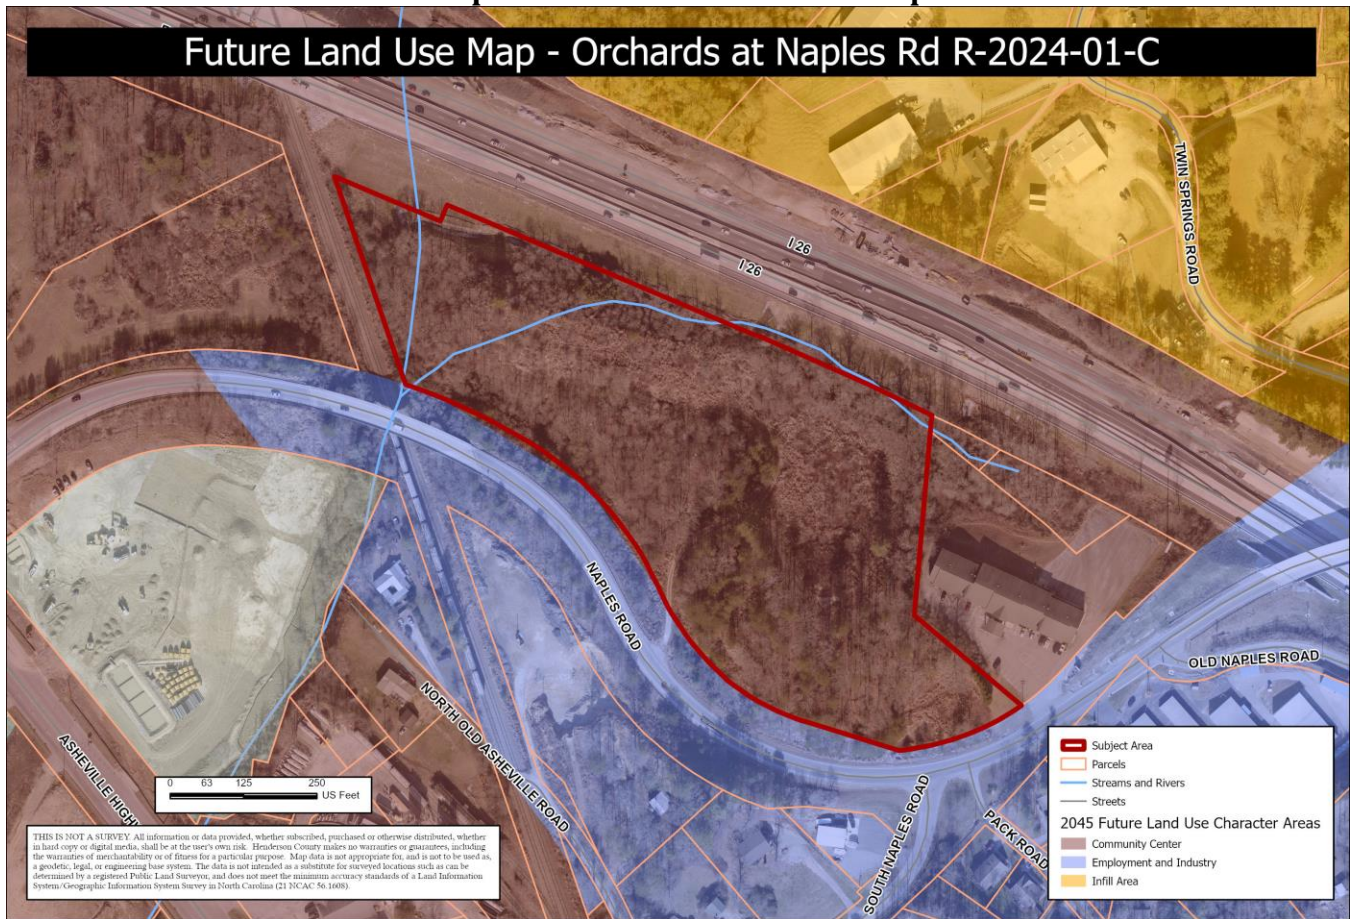 Future Land Use Map - Orchards at Naples Rd R-2024-01-C
TWIN SPRINGS ROAD
I 26
I 26
NAPLES ROAD
OLD NAPLES ROAD
NORTH OLD ASHEVILLE ROAD
ASHEVILLE HIGH
SOUTH NAPLES ROAD
PACK ROAD
0 63 125 250
US Feet
THIS IS NOT A SURVEY. All information or data provided, whether subscribed, purchased or otherwise distributed, whether
in hard copy or digital media, shall be at the user's own risk. Henderson County makes no warranties or guarantees, including
the warranties of merchantability or of fitness for a particular purpose. Map data is not appropriate for, and is not to be used as,
a geodetic, legal, or engineering base system. The data is not intended as a substitute for surveyed locations such as can be
determined by a registered Public Land Surveyor, and does not meet the minimum accuracy standards of a Land Information
System/Geographic Information System Survey in North Carolina (21 NCAC 56.1608).
Subject Area
Parcels
Streams and Rivers
Streets
2045 Future Land Use Character Areas
Community Center
Employment and Industry
Infill Area